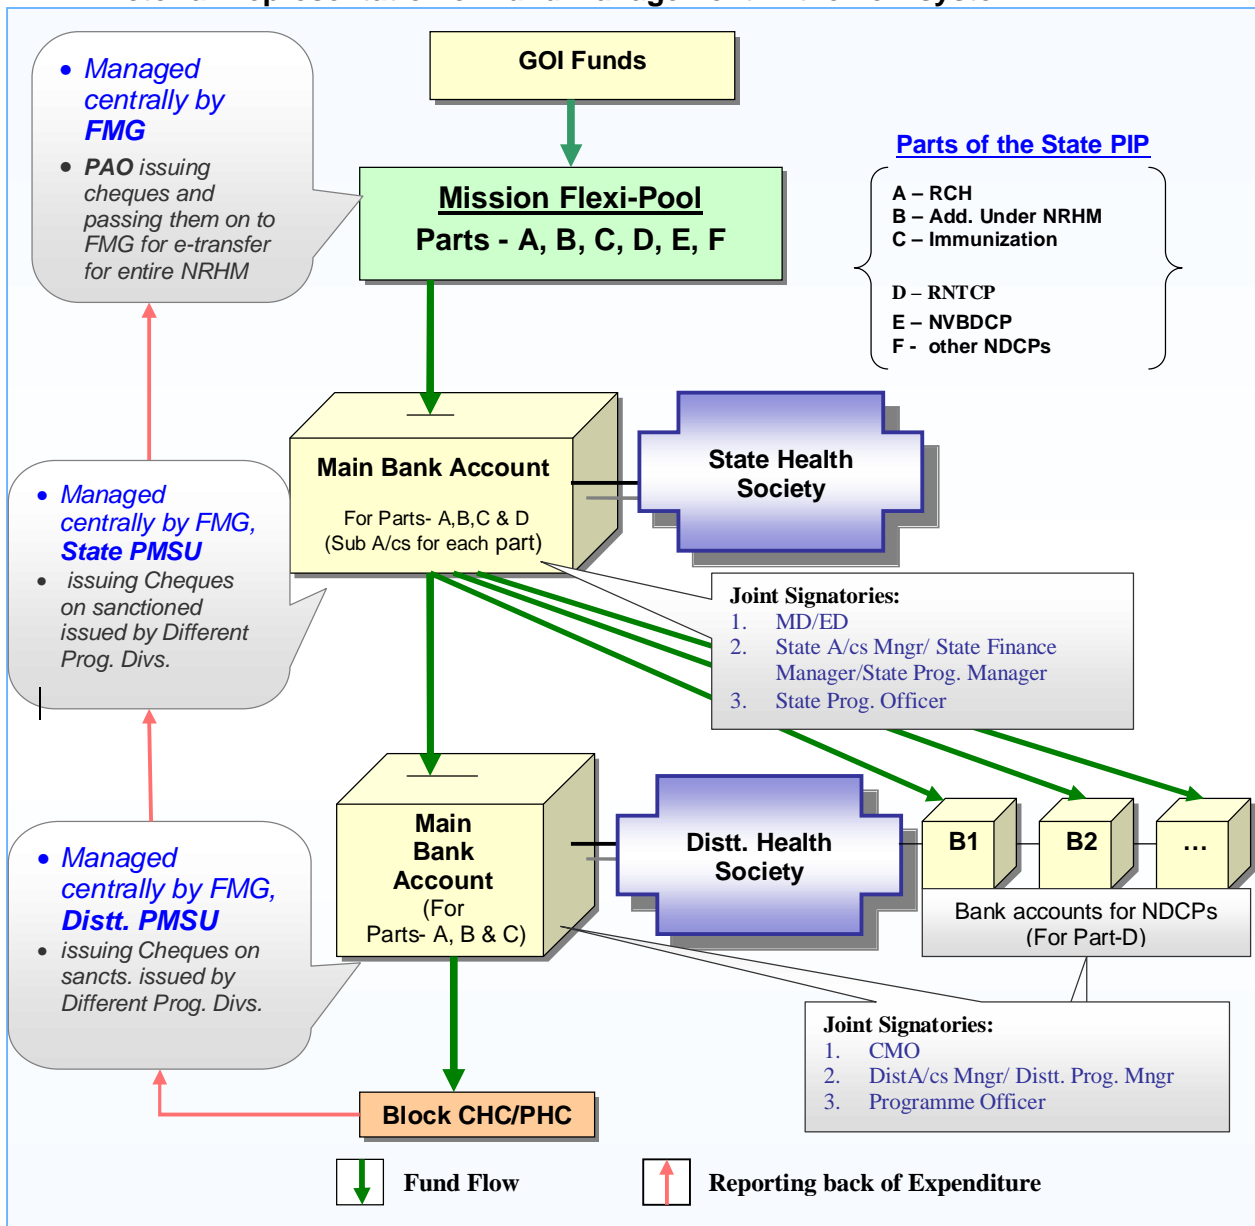 GOI Funds
• Managed
centrally by
FMG
• PAO issuing
cheques and
passing them on to
FMG for e-transfer
for entire NRHM
Mission Flexi-Pool
Parts - A, B, C, D, E, F
Parts of the State PIP
A – RCH
B – Add. Under NRHM
C – Immunization
D – RNTCP
E – NVBDCP
F - other NDCPs
Main Bank Account
For Parts- A,B,C & D
(Sub A/cs for each part)
State Health
Society
• Managed
centrally by FMG,
State PMSU
• issuing Cheques
on sanctioned
issued by Different
Prog. Divs.
Joint Signatories:
1. MD/ED
2. State A/cs Mngr/ State Finance
Manager/State Prog. Manager
3. State Prog. Officer
Main
Bank
Account
(For
Parts- A, B & C)
Distt. Health
Society
B1
B2
...
Bank accounts for NDCPs
(For Part-D)
• Managed
centrally by FMG,
Distt. PMSU
• issuing Cheques on
sancts. issued by
Different Prog. Divs.
Joint Signatories:
1. CMO
2. DistA/cs Mngr/ Distt. Prog. Mngr
3. Programme Officer
Block CHC/PHC
Fund Flow
Reporting back of Expenditure